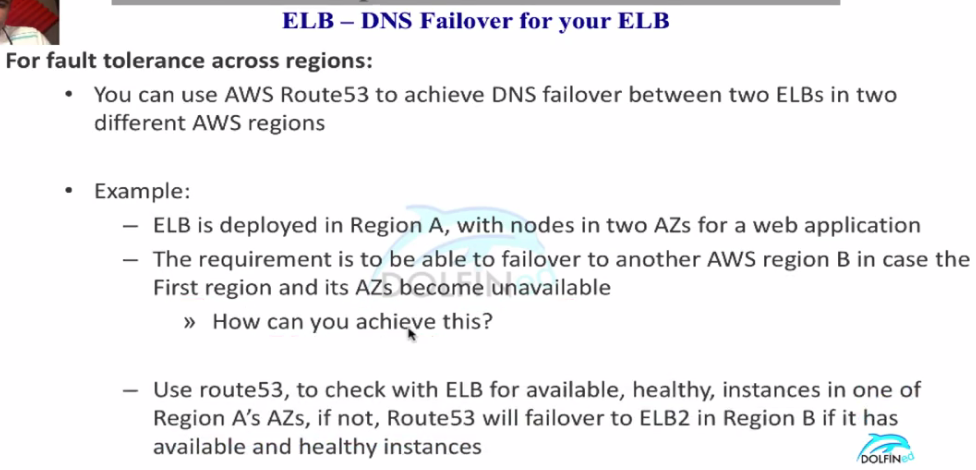 ELB – DNS Failover for your ELB
For fault tolerance across regions:
• You can use AWS Route53 to achieve DNS failover between two ELBs in two
different AWS regions
• Example:
– ELB is deployed in Region A, with nodes in two AZs for a web application
– The requirement is to be able to failover to another AWS region B in case the
First region and its AZs become unavailable
» How can you achieve this?
– Use route53, to check with ELB for available, healthy, instances in one of
Region A's AZs, if not, Route53 will failover to ELB2 in Region B if it has
available and healthy instances
DOLFINed
DOLFINed